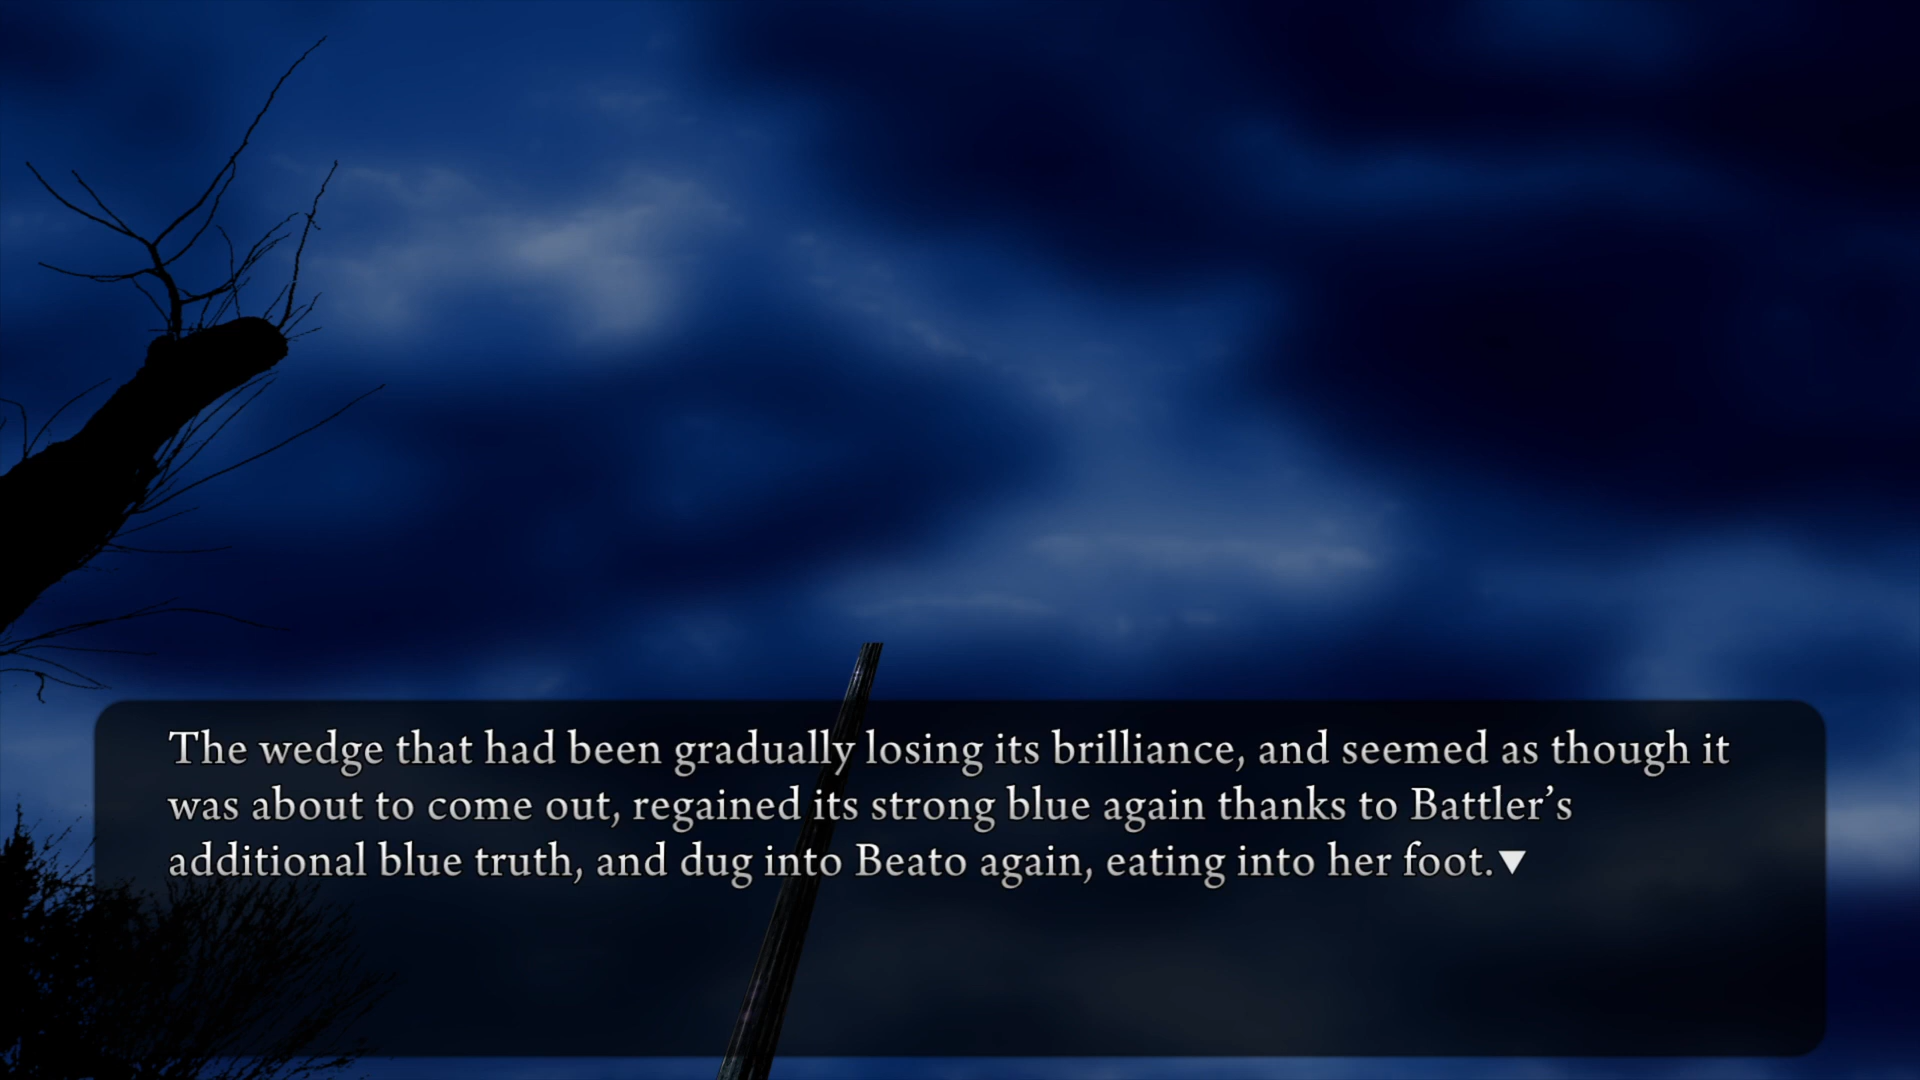 The wedge that had been gradually losing its brilliance, and seemed as though it
was about to come out, regained its strong blue again thanks to Battler’s
additional blue truth, and dug into Beato again, eating into her foot.